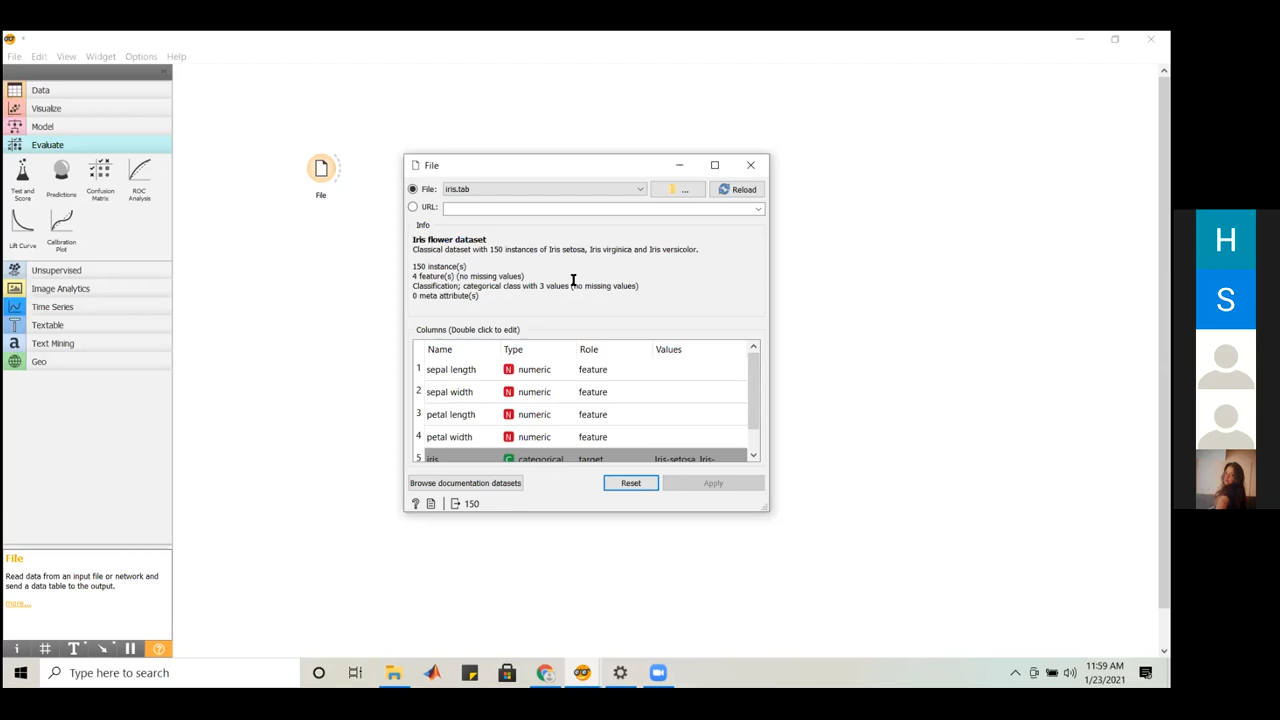 File Edit View Widget Options Help
Data
Visualize
Model
Evaluate
Test and Score
Predictions
Confusion Matrix
ROC Analysis
Lift Curve
Calibration Plot
Unsupervised
Image Analytics
Time Series
Textable
a Text Mining
Geo
File
Read data from an input file or network and
send a data table to the output.
more...
File
File
File: iris.tab ... Reload
URL:
Info
Iris flower dataset
Classical dataset with 150 instances of Iris setosa, Iris virginica and Iris versicolor.
150 instance(s)
4 feature(s) (no missing values)
Classification; categorical class with 3 values (no missing values)
0 meta attribute(s)
Columns (Double click to edit)
Name Type Role Values
1 sepal length N numeric feature
2 sepal width N numeric feature
3 petal length N numeric feature
4 petal width N numeric feature
5 iris C categorical target Iris-setosa, Iris-
Browse documentation datasets Reset Apply
? 150
H
S
i # T ?
Type here to search
11:59 AM
1/23/2021